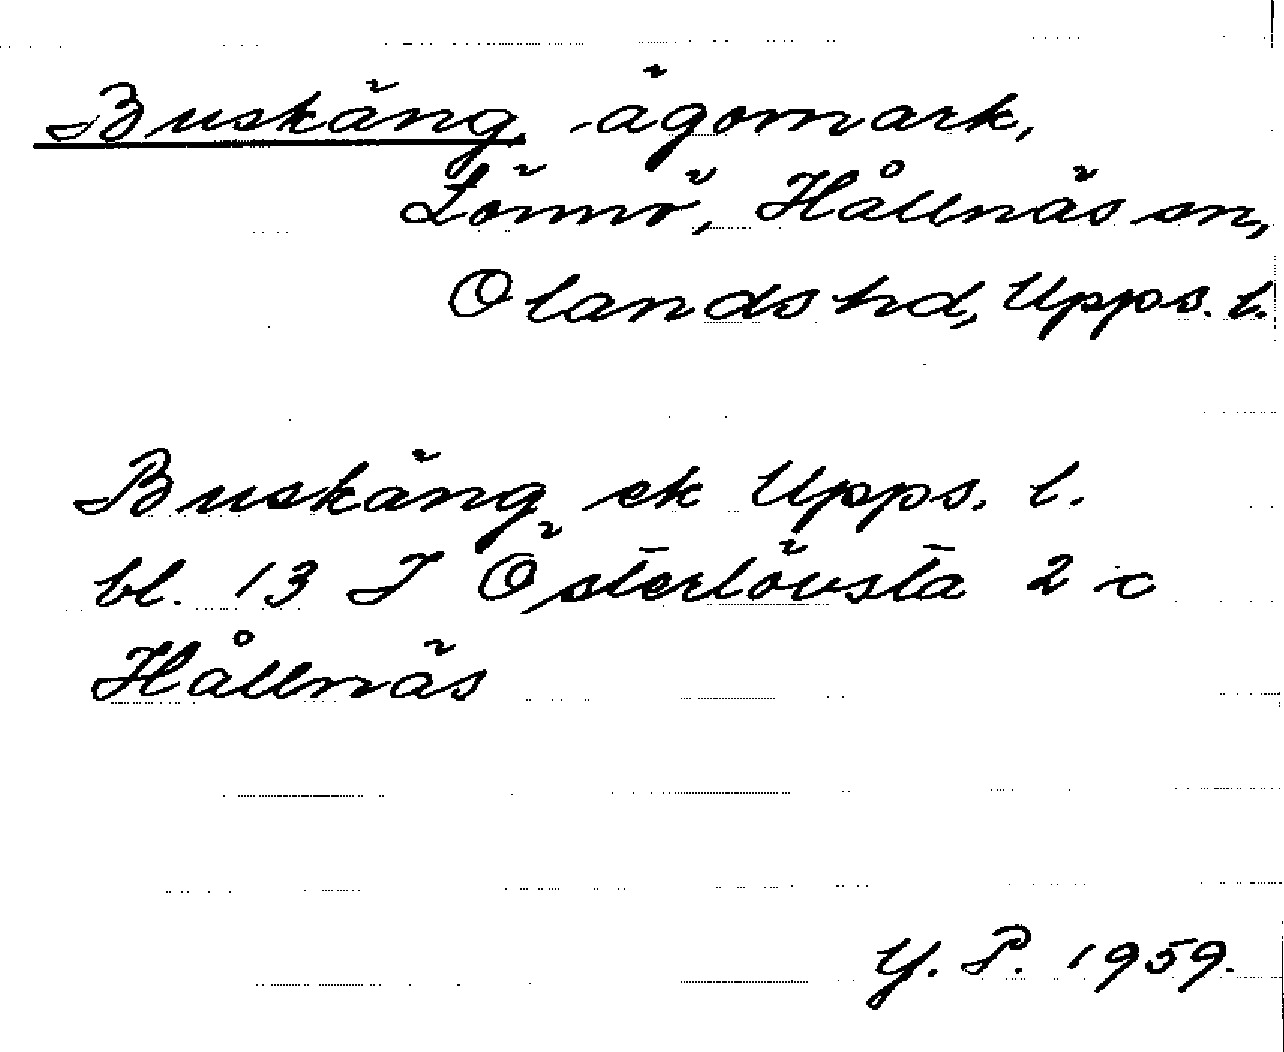 Buskäng, ägomark,
Lönnö, Hållnäs sn,
Olands hd, Upps. l.
Buskäng ek Upps. l.
bl. 13 I Österlövsta 2 c
Hållnäs
Y. P. 1959.